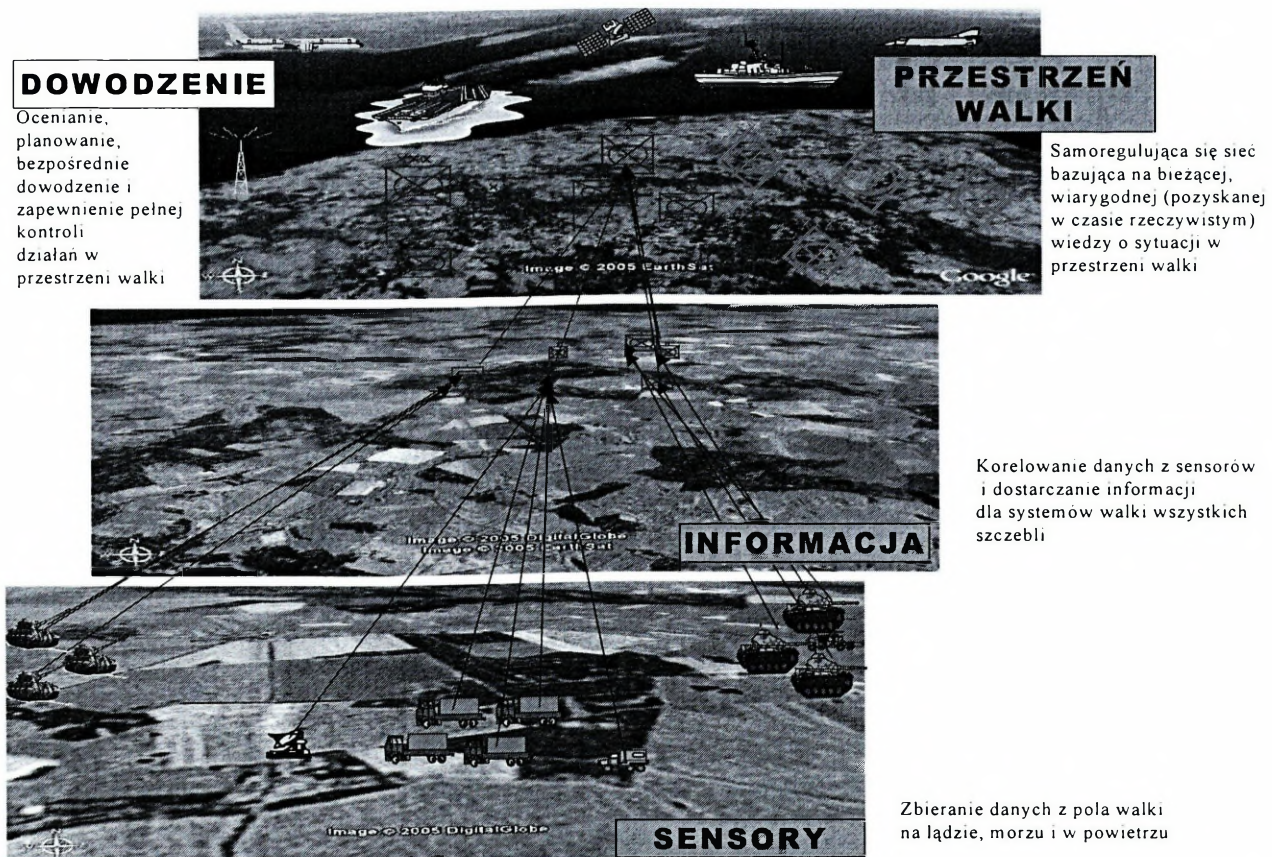 DOWODZENIE
Ocenianie,
planowanie,
bezpośrednie
dowodzenie i
zapewnienie pełnej
kontroli
działań w
przestrzeni walki
PRZESTRZEŃ
WALKI
Samoregulująca się sieć
bazująca na bieżącej,
wiarygodnej (pozyskanej
w czasie rzeczywistym)
wiedzy o sytuacji w
przestrzeni walki
Image © 2005 EarthSat
Google
Korelowanie danych z sensorów
i dostarczanie informacji
dla systemów walki wszystkich
szczebli
Image © 2005 DigitalGlobe
Image © 2005 EarthSat
INFORMACJA
Image © 2005 DigitalGlobe
SENSORY
Zbieranie danych z pola walki
na lądzie, morzu i w powietrzu